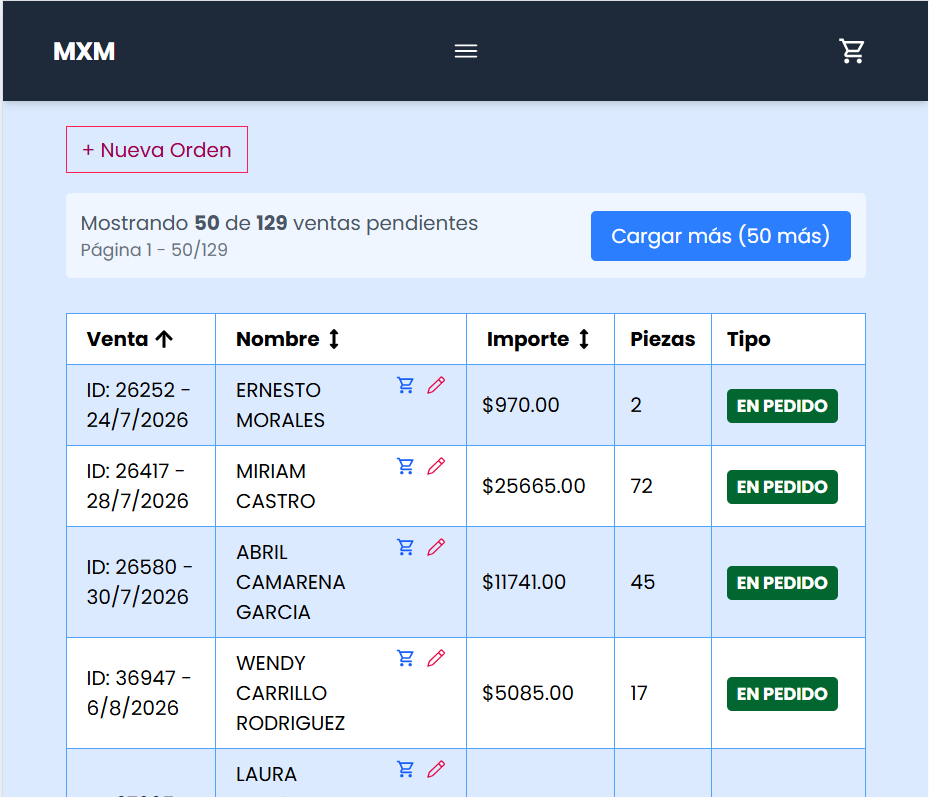 MXM
+ Nueva Orden
Mostrando 50 de 129 ventas pendientes
Página 1 - 50/129
Cargar más (50 más)
Venta Nombre Importe Piezas Tipo
ID: 26252 -
24/7/2026
ERNESTO
MORALES
$970.00
2
EN PEDIDO
ID: 26417 -
28/7/2026
MIRIAM
CASTRO
$25665.00
72
EN PEDIDO
ID: 26580 -
30/7/2026
ABRIL
CAMARENA
GARCIA
$11741.00
45
EN PEDIDO
ID: 36947 -
6/8/2026
WENDY
CARRILLO
RODRIGUEZ
$5085.00
17
EN PEDIDO
LAURA